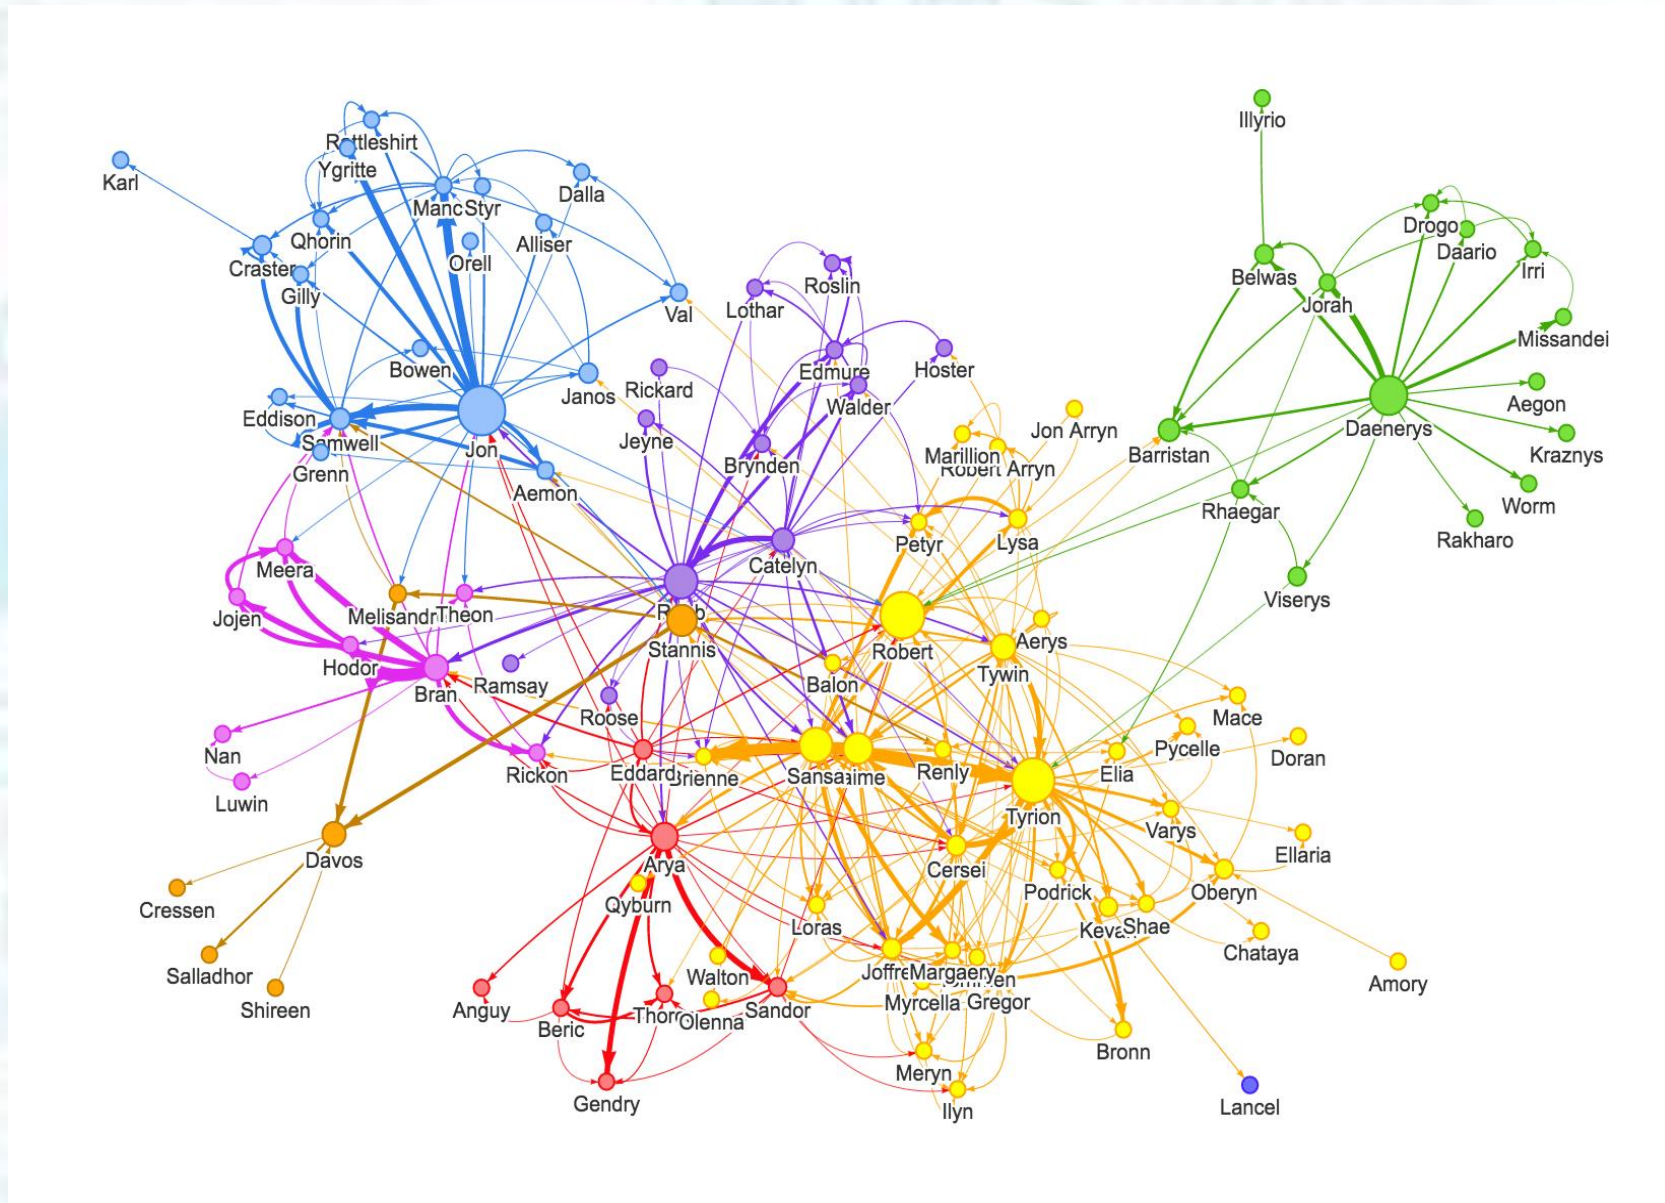 Illyrio
Rattleshirt
Ygritte
Karl
Dalla
Styr
Drogo
Qhorin
Alliser
Daario
Orell
Craster
Irri
Belwas
Roslin
Gilly
Jorah
Lothar
Val
Missandei
Bowen
Hoster
Edmure
Rickard
Janos
Aegon
Walder
Eddison
Daenerys
Jon Arryn
Jeyne
Samwell
Jon
Kraznys
Barristan
Marillion
Brynden
Robert Arryn
Grenn
Aemon
Worm
Rhaegar
Rakharo
Petyr
Lysa
Catelyn
Meera
Viserys
Theon
Jojen
Aerys
Stannis
Robert
Hodor
Tywin
Balon
Ramsay
Bran
Roose
Mace
Pycelle
Nan
Doran
Renly
Elia
Rickon
Eddard
Brienne
Sansa
Luwin
Tyrion
Varys
Ellaria
Davos
Arya
Cersei
Podrick
Oberyn
Qyburn
Cressen
Loras
Shae
Chataya
Walton
Margaery
Salladhor
Amory
Myrcella
Gregor
Anguy
Shireen
Sandor
Olenna
Beric
Bronn
Meryn
Gendry
Lancel
Ilyn